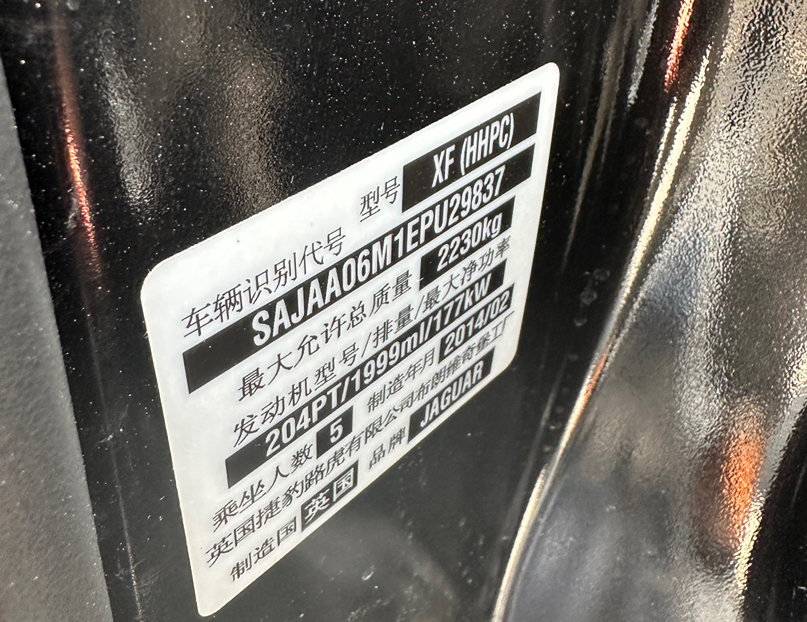 车辆识别代号 型号 XF (HHPC)
SAJAA06M1EPU29837
最大允许总质量 2230kg
发动机型号/排量/最大净功率
204PT/1999ml/177kW
乘坐人数 5 制造年月 2014/02
英国捷豹路虎有限公司布朗维奇堡工厂
制造国 英国 品牌 JAGUAR